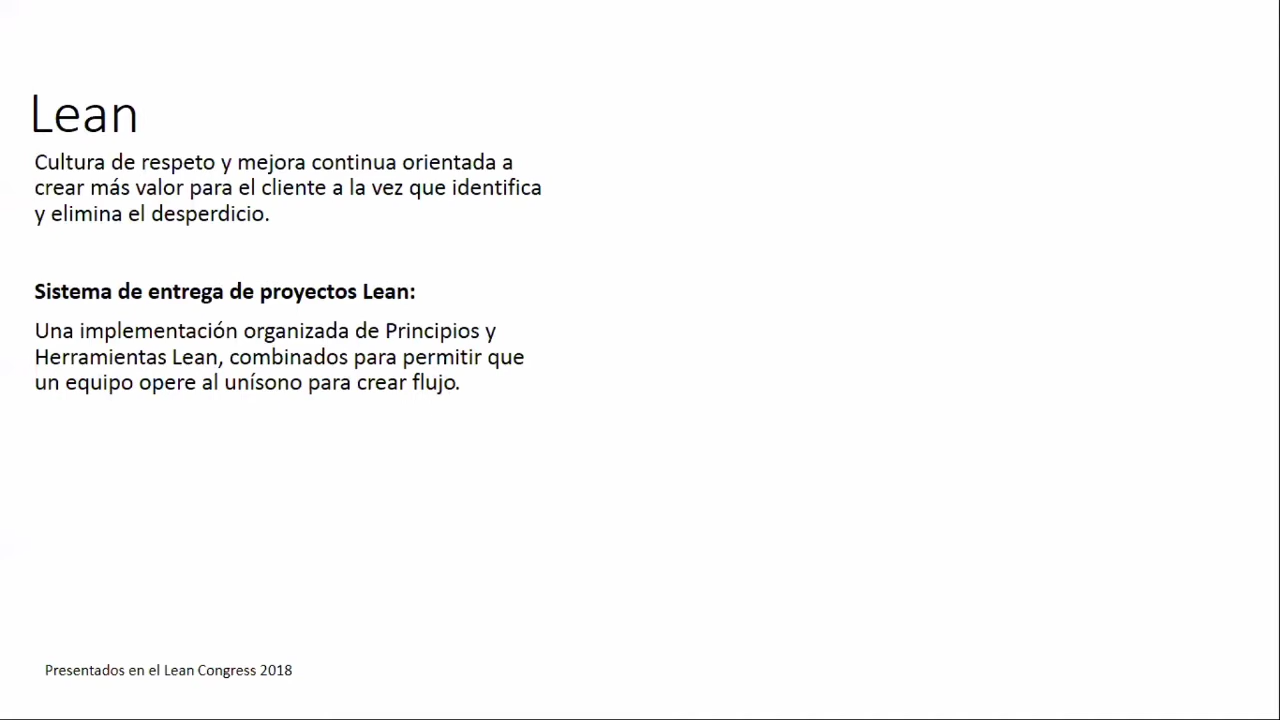 Lean
Cultura de respeto y mejora continua orientada a
crear más valor para el cliente a la vez que identifica
y elimina el desperdicio.
Sistema de entrega de proyectos Lean:
Una implementación organizada de Principios y
Herramientas Lean, combinados para permitir que
un equipo opere al unísono para crear flujo.
Presentados en el Lean Congress 2018